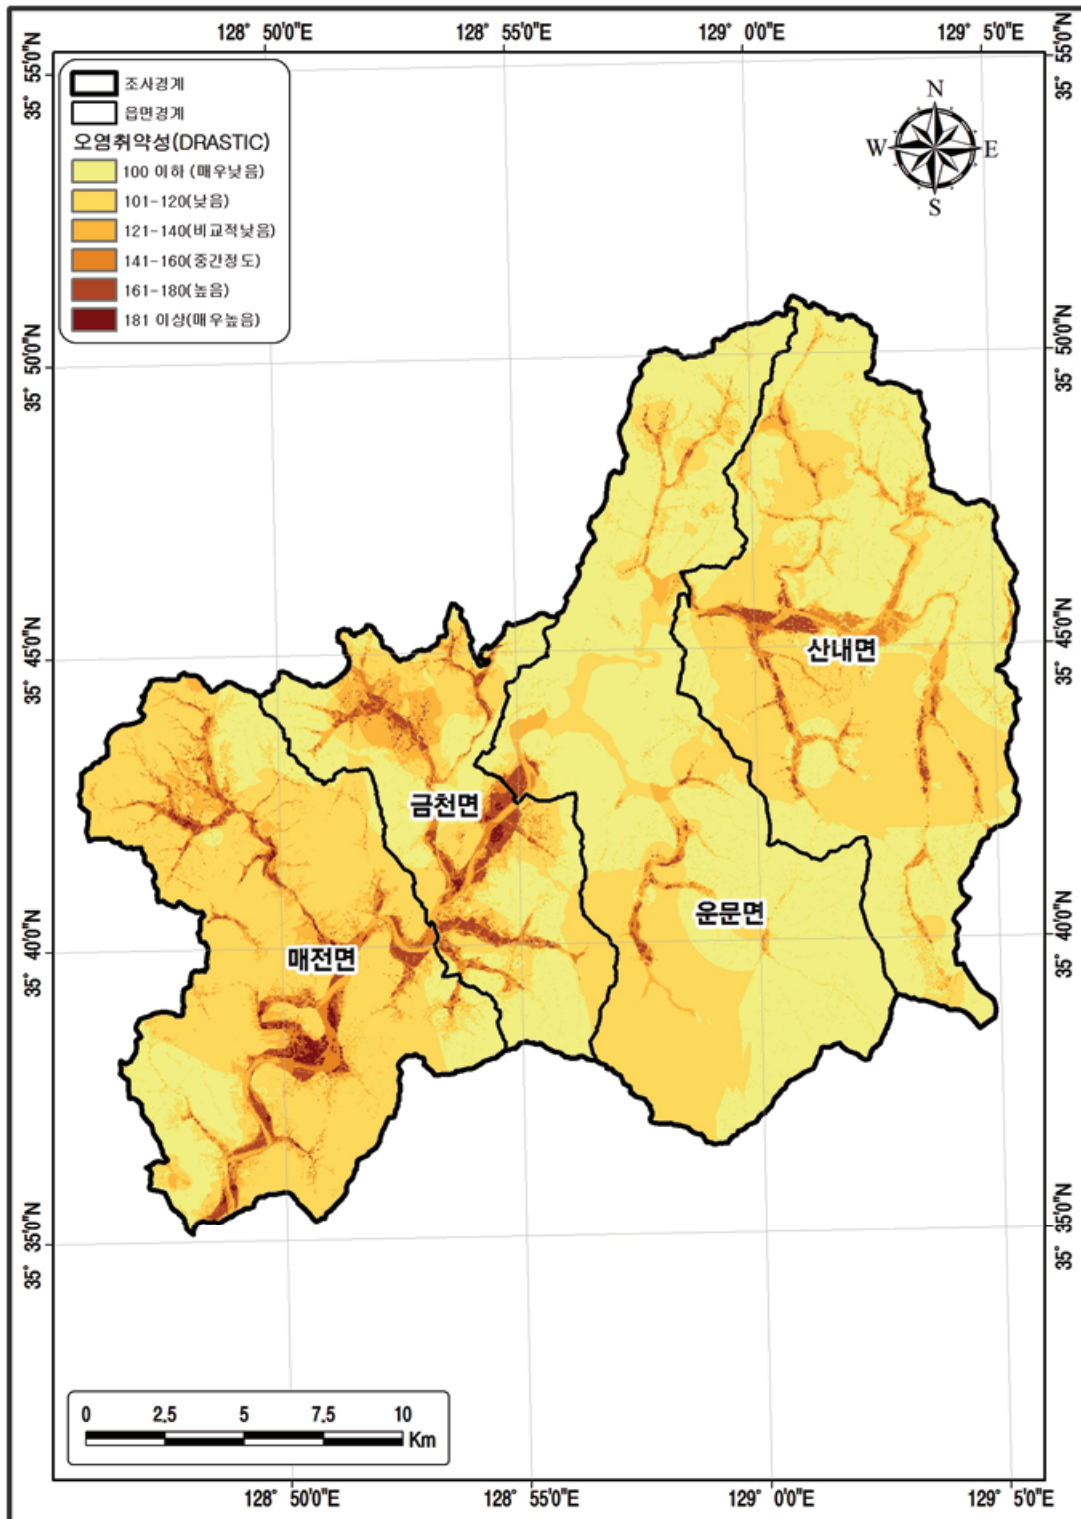 128° 50'0"E 128° 55'0"E 129° 0'0"E 129° 5'0"E
35° 55'0"N
35° 55'0"N
조사경계
읍면경계
오염취약성(DRASTIC)
100 이하 (매우낮음)
101-120(낮음)
121-140(비교적낮음)
141-160(중간정도)
161-180(높음)
181 이상(매우높음)
N
W E
S
35° 50'0"N
35° 50'0"N
35° 45'0"N
35° 45'0"N
산내면
금천면
운문면
매전면
35° 40'0"N
35° 40'0"N
35° 35'0"N
35° 35'0"N
0 2.5 5 7.5 10
Km
128° 50'0"E 128° 55'0"E 129° 0'0"E 129° 5'0"E